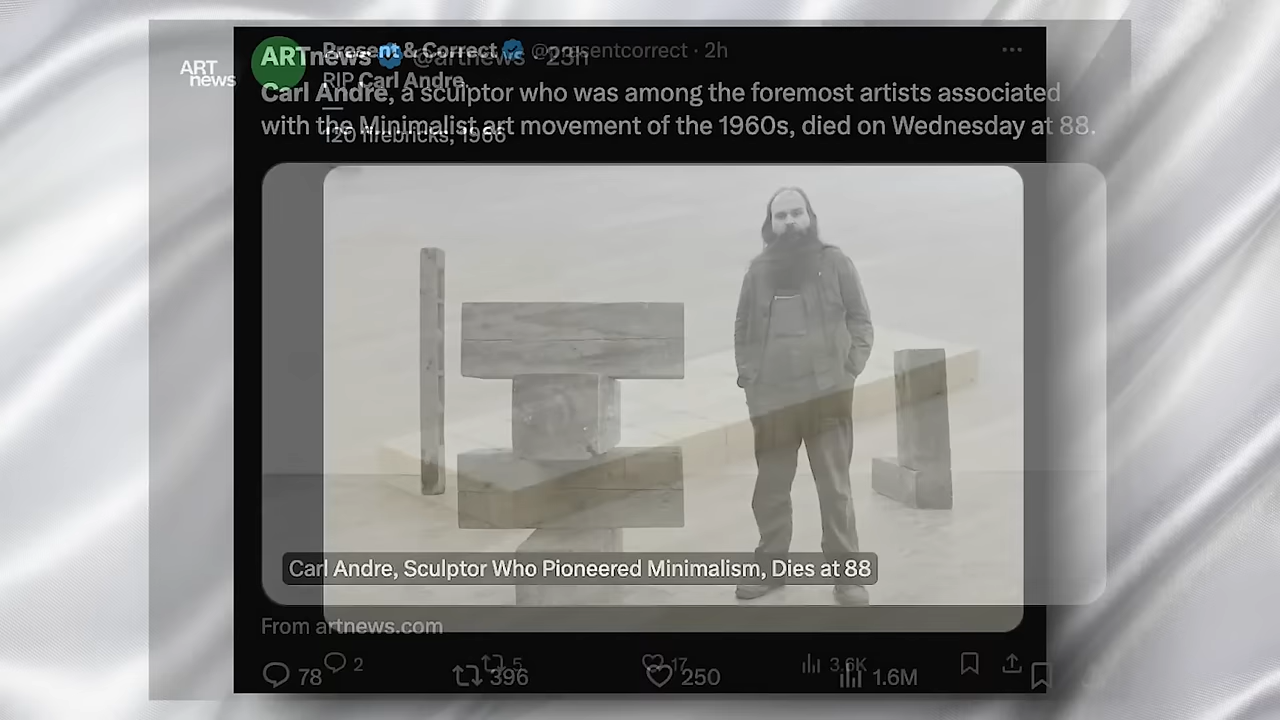 ART
news
ARTnews @artnews · 23h
Present & Correct @presentcorrect · 2h
RIP Carl Andre.
—
Carl Andre, a sculptor who was among the foremost artists associated
with the Minimalist art movement of the 1960s, died on Wednesday at 88.
120 firebricks, 1966
Carl Andre, Sculptor Who Pioneered Minimalism, Dies at 88
From artnews.com
2 5 17 3.6K
78 396 250 1.6M